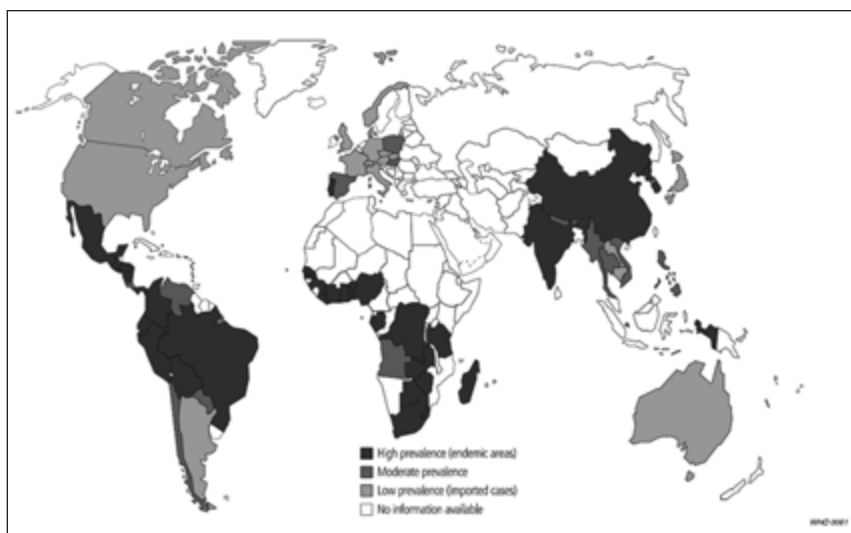 High prevalence (endemic areas)
Moderate prevalence
Low prevalence (imported cases)
No information available